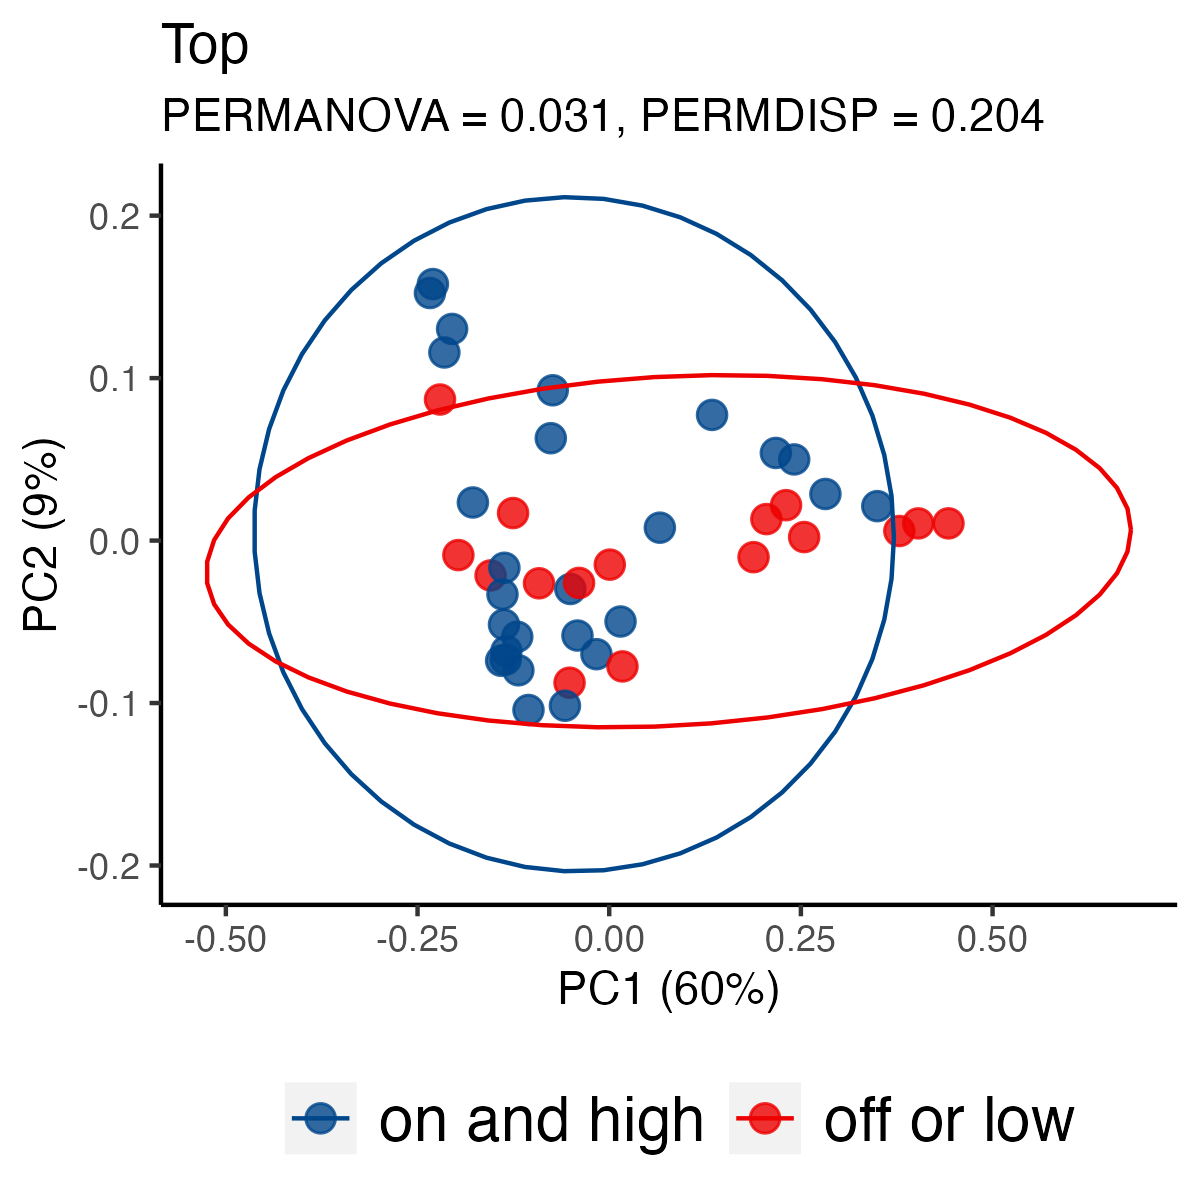 Top
PERMANOVA = 0.031, PERMDISP = 0.204
PC2 (9%)
0.2
0.1
0.0
-0.1
-0.2
-0.50 -0.25 0.00 0.25 0.50
PC1 (60%)
on and high off or low